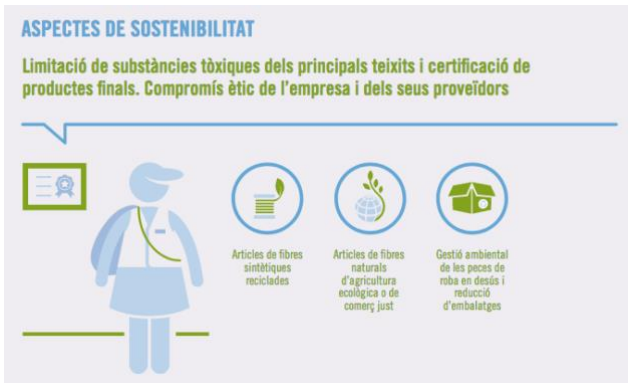 ASPECTES DE SOSTENIBILITAT
Limitació de substàncies tòxiques dels principals teixits i certificació de
productes finals. Compromís ètic de l'empresa i dels seus proveïdors
Articles de fibres
sintètiques
reciclades
Articles de fibres
naturals
d'agricultura
ecològica o de
comerç just
Gestió ambiental
de les peces de
roba en desús i
reducció
d'embalatges